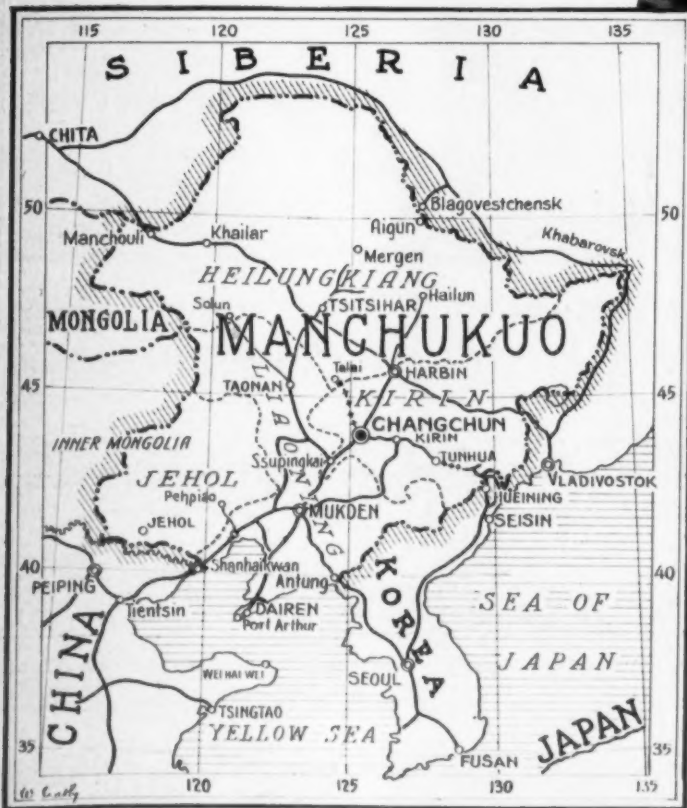 115 120 125 130 135
SIBERIA
CHITA
50 50
Blagovestchensk
Aigun
Manchouli
Khailar
Khabarovsk
Mergen
HEILUNGKIANG
Solun
TSITSIHAR
Hailun
MONGOLIA
MANCHUKUO
Talai
HARBIN
45 45
TAONAN
KIRIN
LIAONING
CHANGCHUN
INNER MONGOLIA
KIRIN
Ssupingkai
TUNHUA
JEHOL
VLADIVOSTOK
Pehpiao
HUEINING
MUKDEN
JEHOL
SEISIN
40 40
PEIPING
Shanhaikwan
Antung
KOREA
SEA OF
JAPAN
Tientsin
DAIREN
Port Arthur
CHINA
WEI HAI WEI
SEOUL
TSINGTAO
YELLOW SEA
JAPAN
FUSAN
35 35
120 125 130 135